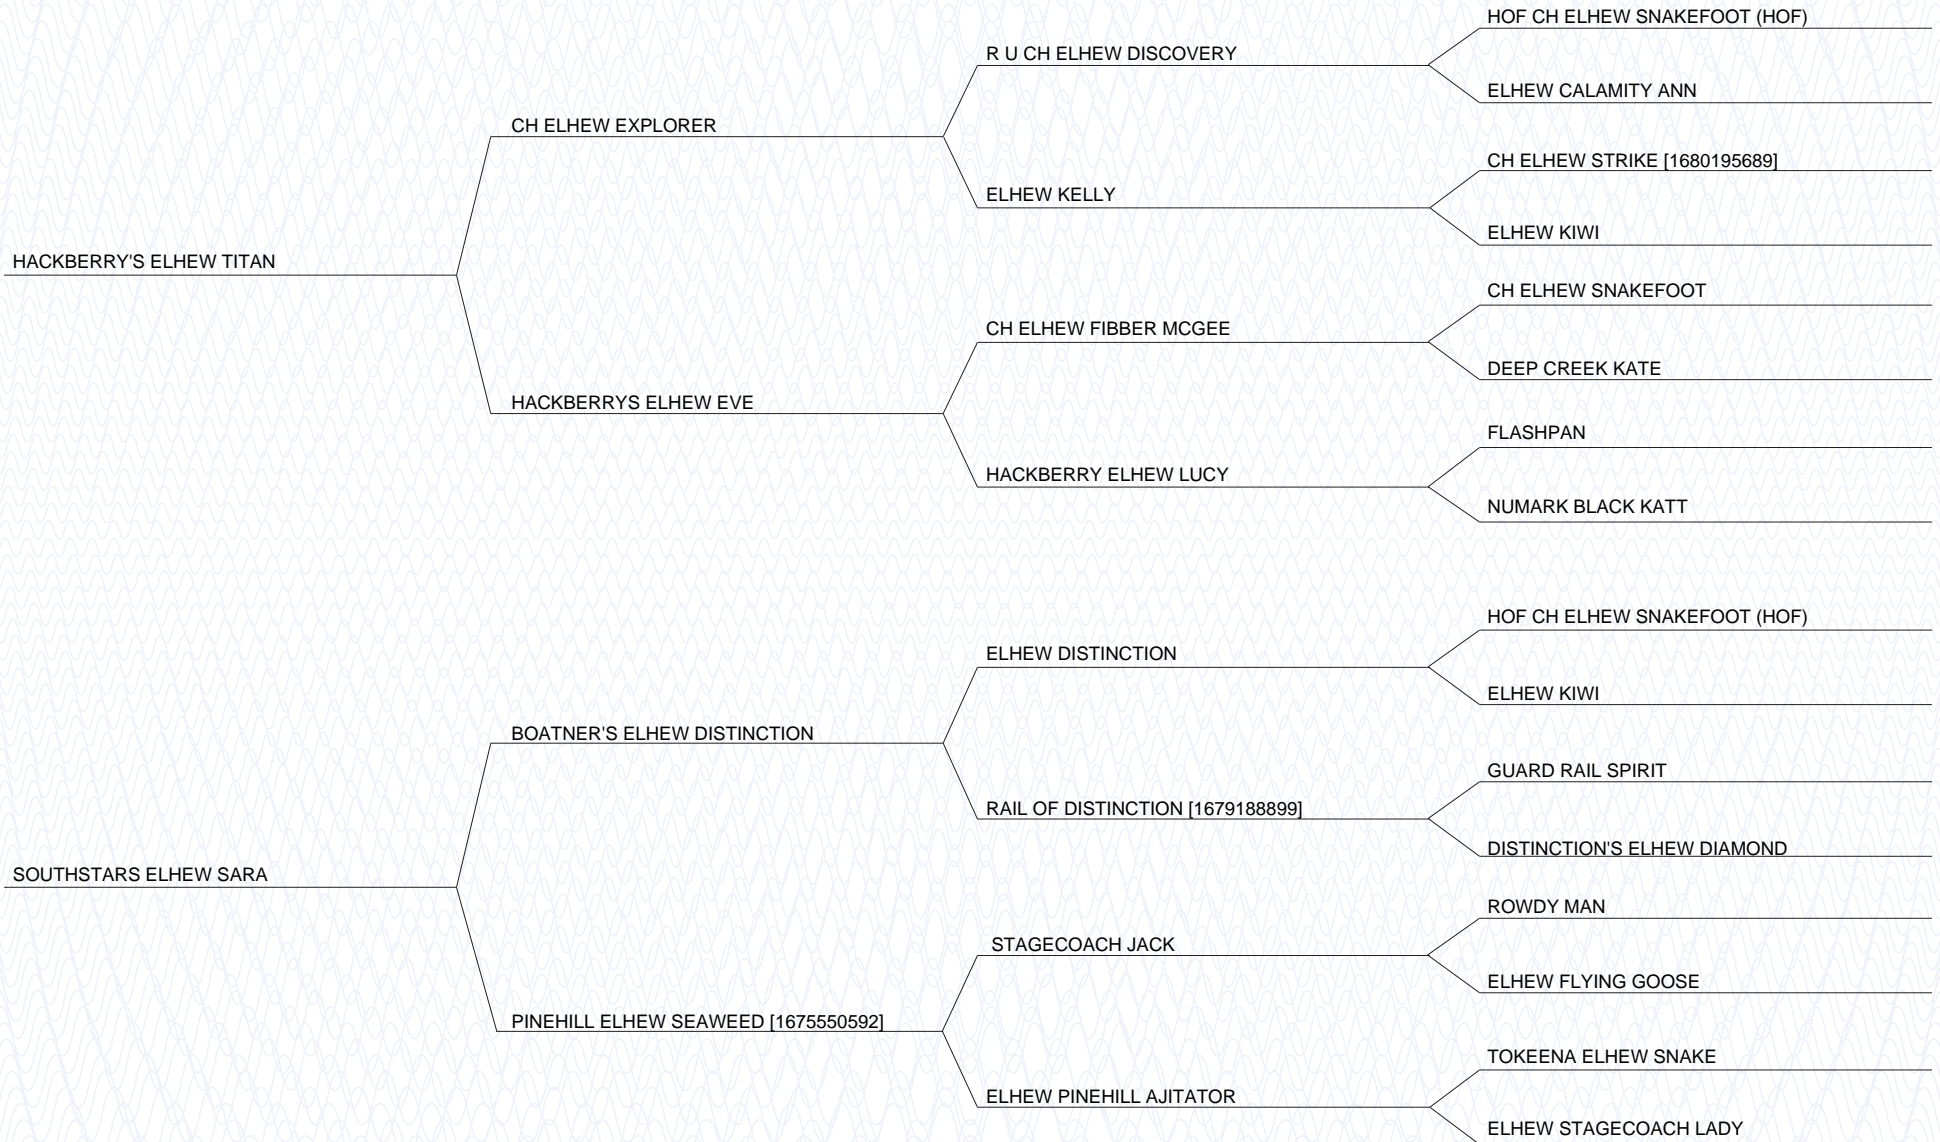 HOF CH ELHEW SNAKEFOOT (HOF)
R U CH ELHEW DISCOVERY
ELHEW CALAMITY ANN
CH ELHEW EXPLORER
CH ELHEW STRIKE [1680195689]
ELHEW KELLY
ELHEW KIWI
HACKBERRY'S ELHEW TITAN
CH ELHEW SNAKEFOOT
CH ELHEW FIBBER MCGEE
DEEP CREEK KATE
HACKBERRYS ELHEW EVE
FLASHPAN
HACKBERRY ELHEW LUCY
NUMARK BLACK KATT
HOF CH ELHEW SNAKEFOOT (HOF)
ELHEW DISTINCTION
ELHEW KIWI
BOATNER'S ELHEW DISTINCTION
GUARD RAIL SPIRIT
RAIL OF DISTINCTION [1679188899]
DISTINCTION'S ELHEW DIAMOND
SOUTHSTARS ELHEW SARA
ROWDY MAN
STAGECOACH JACK
ELHEW FLYING GOOSE
PINEHILL ELHEW SEAWEED [1675550592]
TOKEENA ELHEW SNAKE
ELHEW PINEHILL AJITATOR
ELHEW STAGECOACH LADY